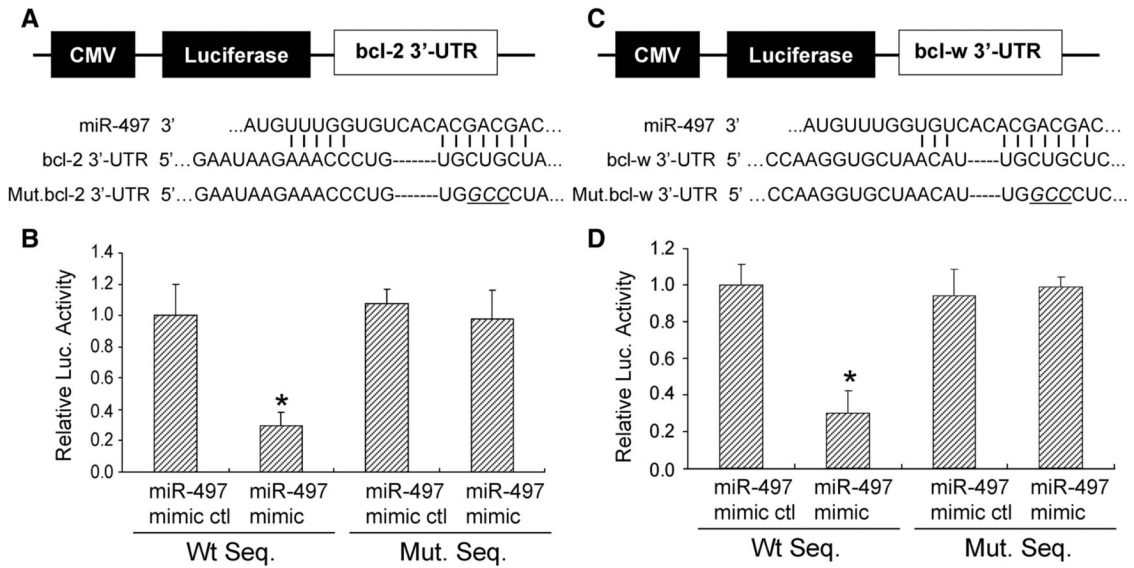 A
CMV Luciferase bcl-2 3'-UTR
miR-497 3' ...AUGUUUGGUGUCACACGACGAC...
bcl-2 3'-UTR 5'...GAAUAAGAAACCCUG-------UGCUGCUA...
Mut.bcl-2 3'-UTR 5'...GAAUAAGAAACCCUG-------UGGCCCUA...
B
Relative Luc. Activity
1.4
1.2
1.0
0.8
0.6
0.4
0.2
0.0
*
miR-497 mimic ctl
miR-497 mimic
miR-497 mimic ctl
miR-497 mimic
Wt Seq.
Mut. Seq.
C
CMV Luciferase bcl-w 3'-UTR
miR-497 3' ...AUGUUUGGUGUCACACGACGAC...
bcl-w 3'-UTR 5'...CCAAGGUGCUAACAU-----UGCUGCUC...
Mut.bcl-w 3'-UTR 5'...CCAAGGUGCUAACAU-----UGGCCCUC...
D
Relative Luc. Activity
1.2
1.0
0.8
0.6
0.4
0.2
0.0
*
miR-497 mimic ctl
miR-497 mimic
miR-497 mimic ctl
miR-497 mimic
Wt Seq.
Mut. Seq.